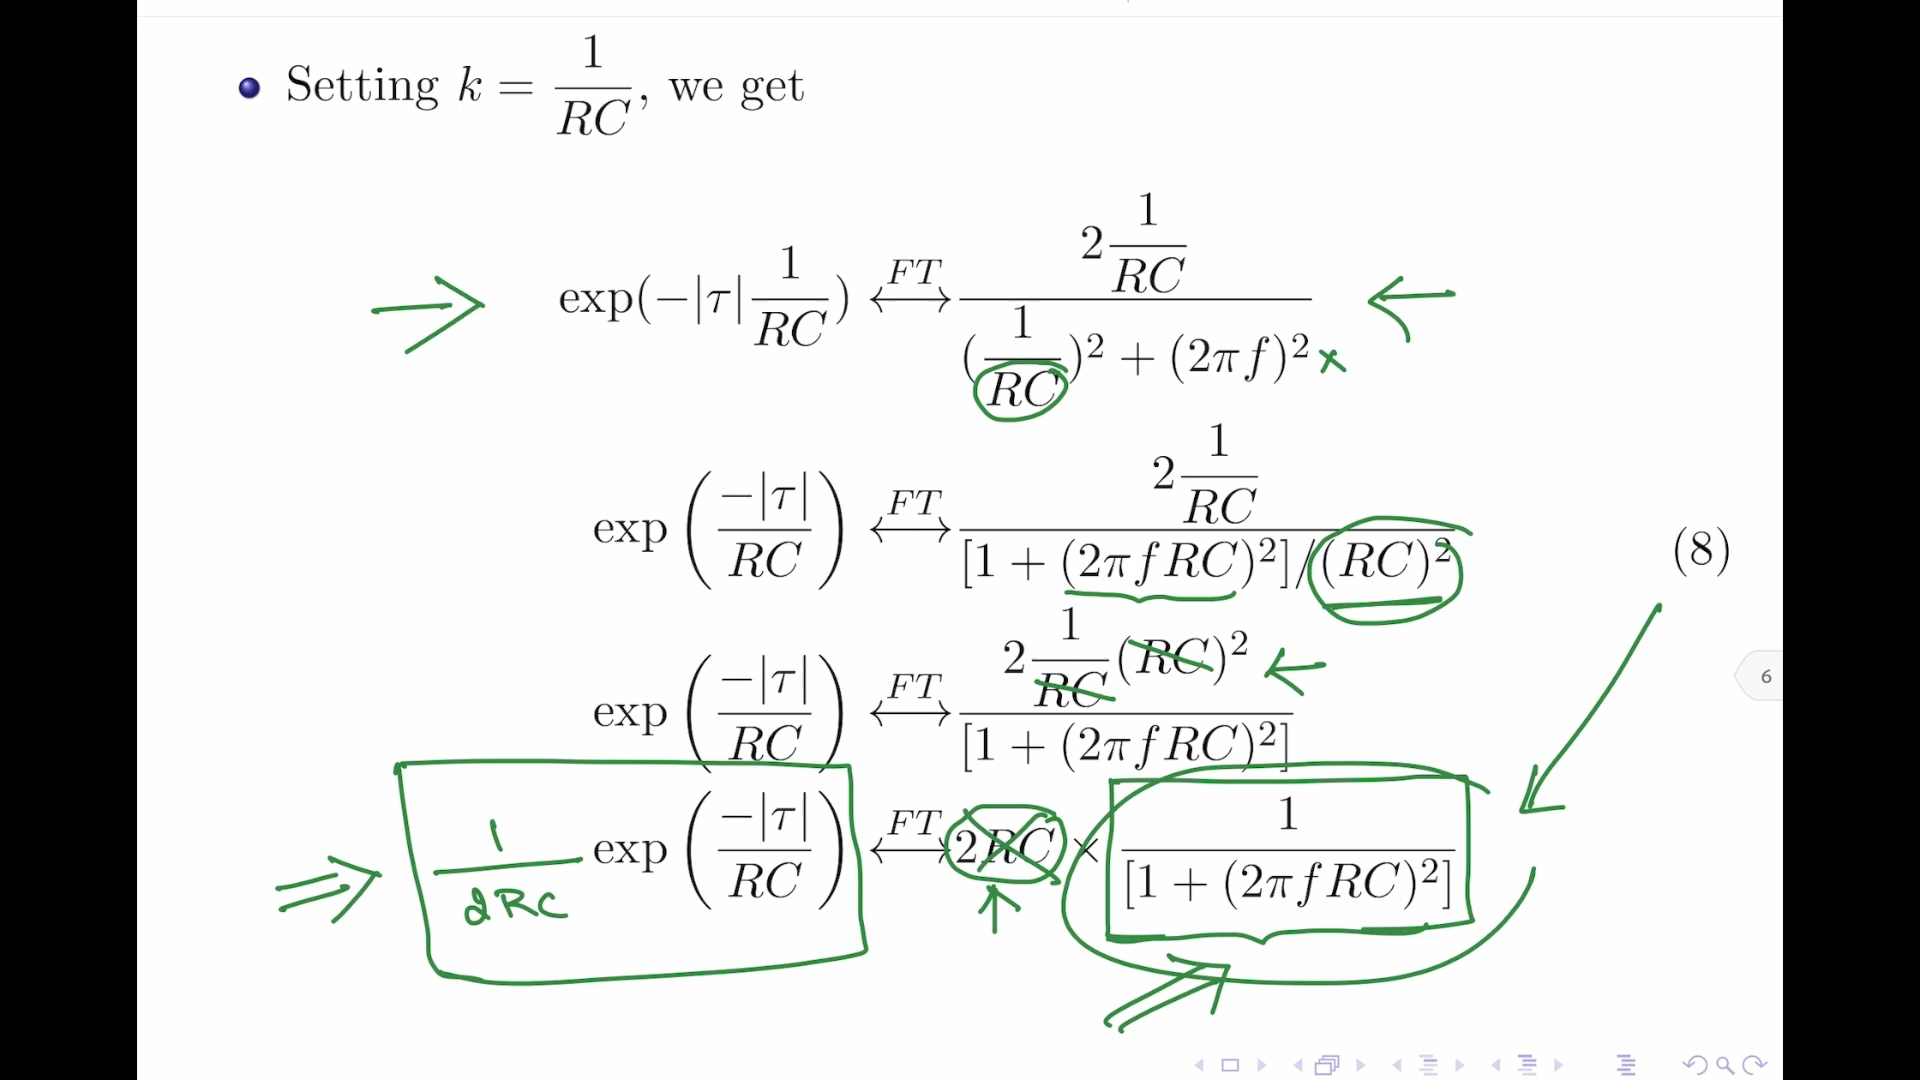 Setting k = 1/RC, we get
exp(−|τ| 1/RC) ⟷^{FT} (2 1/RC) / ((1/RC)^2 + (2πf)^2) ×
exp(−|τ|/RC) ⟷^{FT} (2 1/RC) / ([1 + (2πfRC)^2]/(RC)^2)
(8)
exp(−|τ|/RC) ⟷^{FT} (2 1/RC (RC)^2) / [1 + (2πfRC)^2]
1/2RC exp(−|τ|/RC) ⟷^{FT} 2RC × 1/[1 + (2πfRC)^2]
6